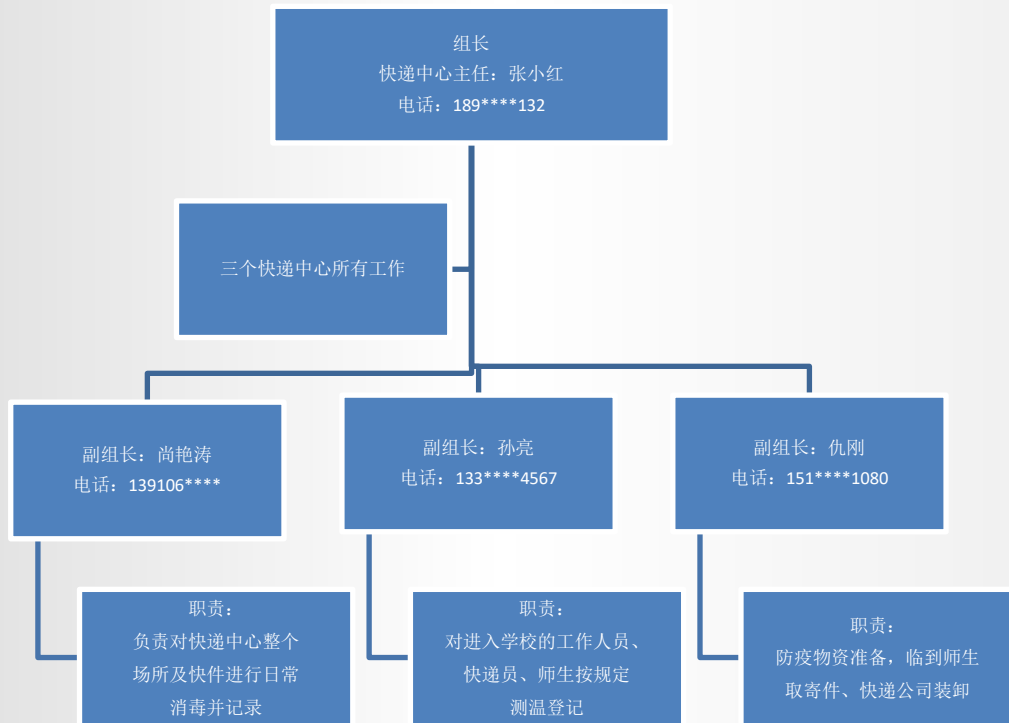 组长
快递中心主任：张小红
电话：189****132
三个快递中心所有工作
副组长：尚艳涛
电话：139106****
副组长：孙亮
电话：133****4567
副组长：仇刚
电话：151****1080
职责：
负责对快递中心整个
场所及快件进行日常
消毒并记录
职责：
对进入学校的工作人员、
快递员、师生按规定
测温登记
职责：
防疫物资准备，临到师生
取寄件、快递公司装卸